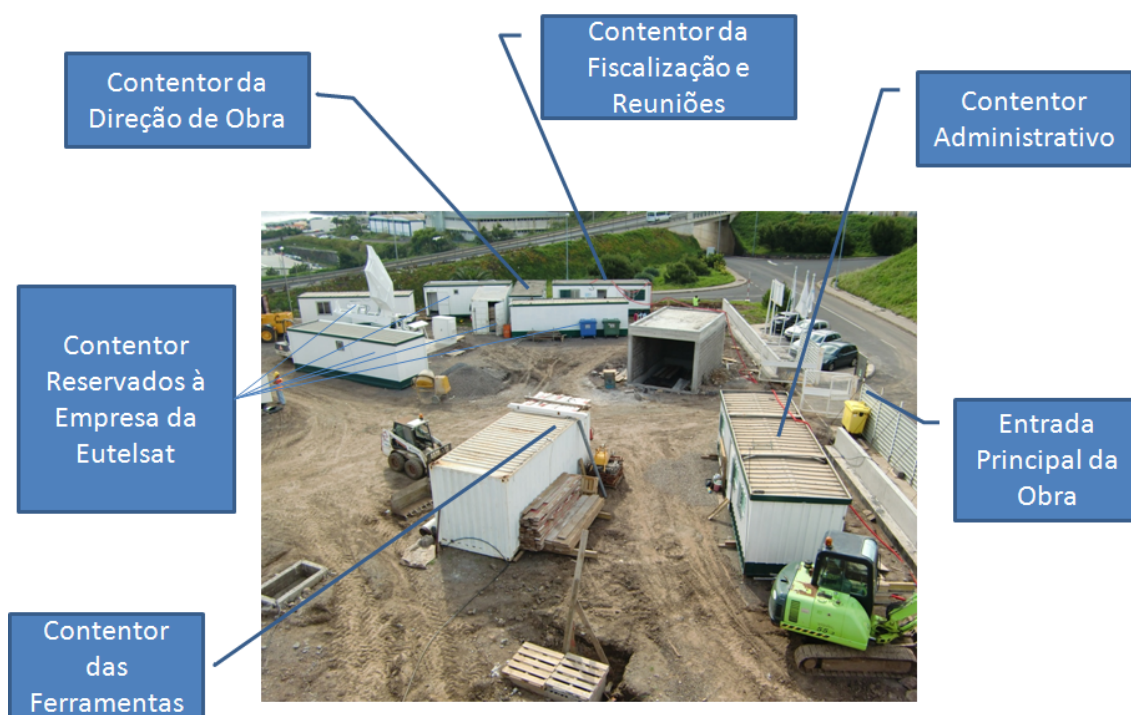 Contentor da
Direção de Obra
Contentor da
Fiscalização e
Reuniões
Contentor
Administrativo
Contentor
Reservados à
Empresa da
Eutelsat
Entrada
Principal da
Obra
Contentor
das
Ferramentas